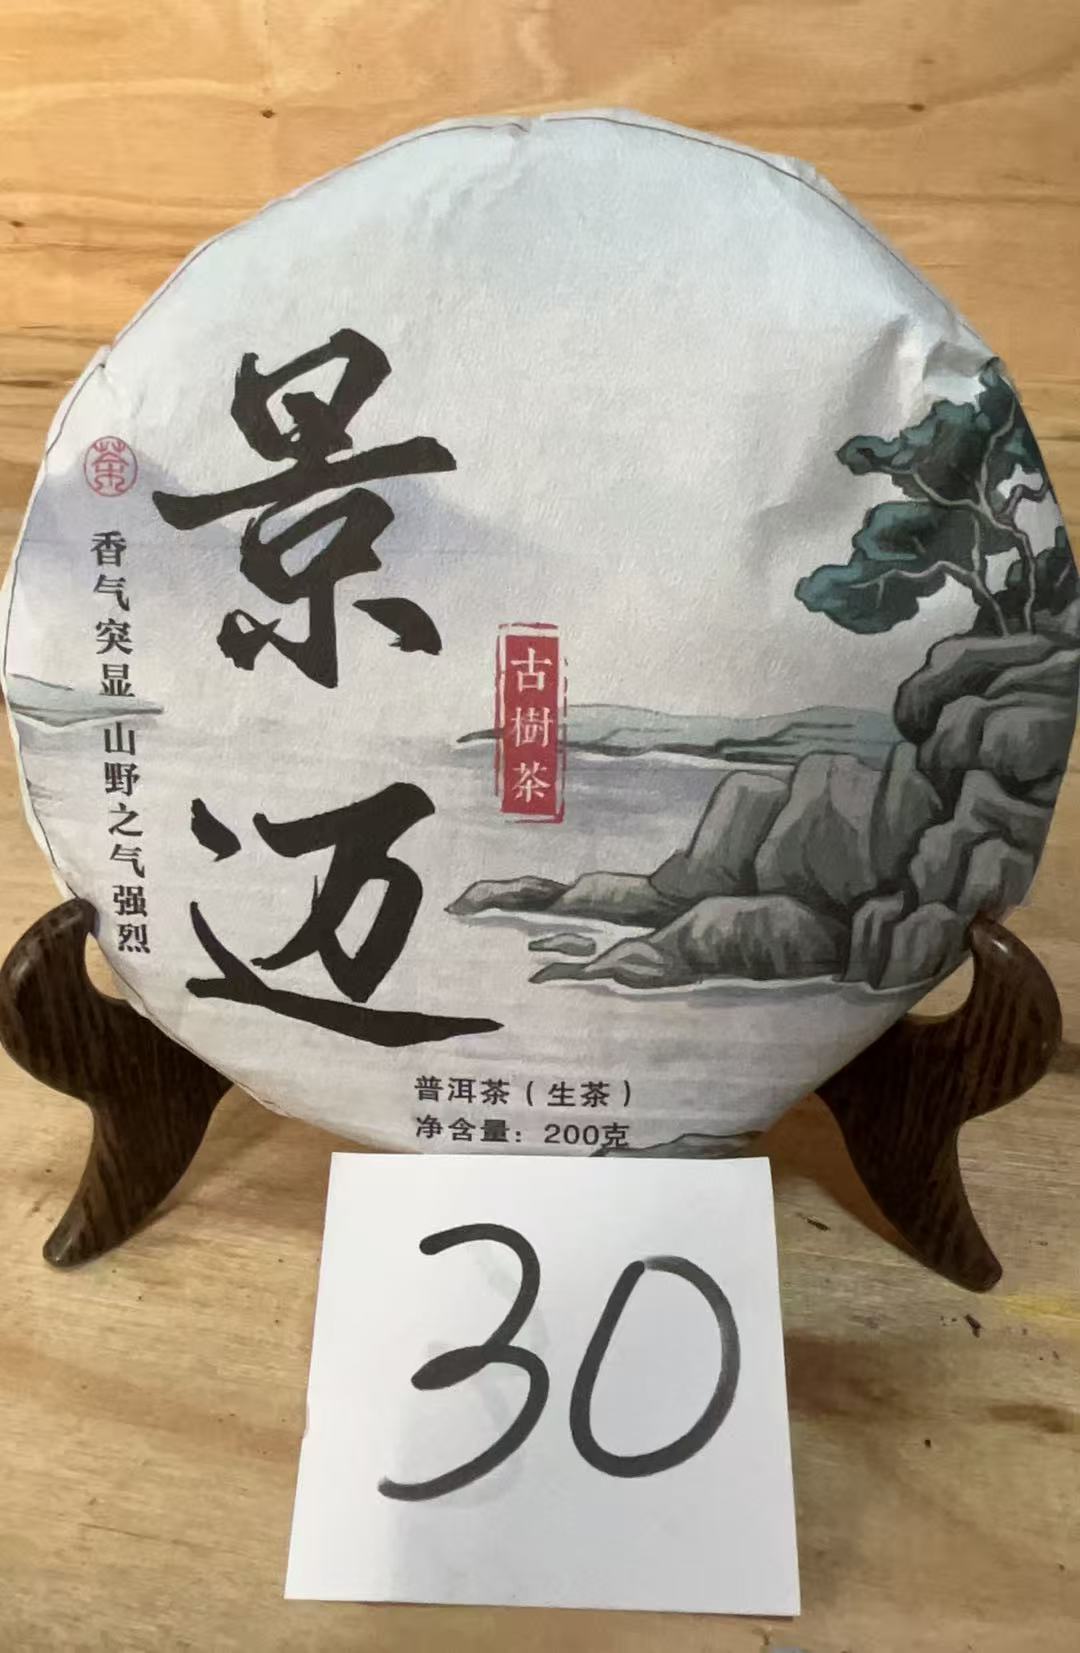 景迈
古樹茶
茶
香气突显 山野之气强烈
普洱茶(生茶)
净含量:200克
30